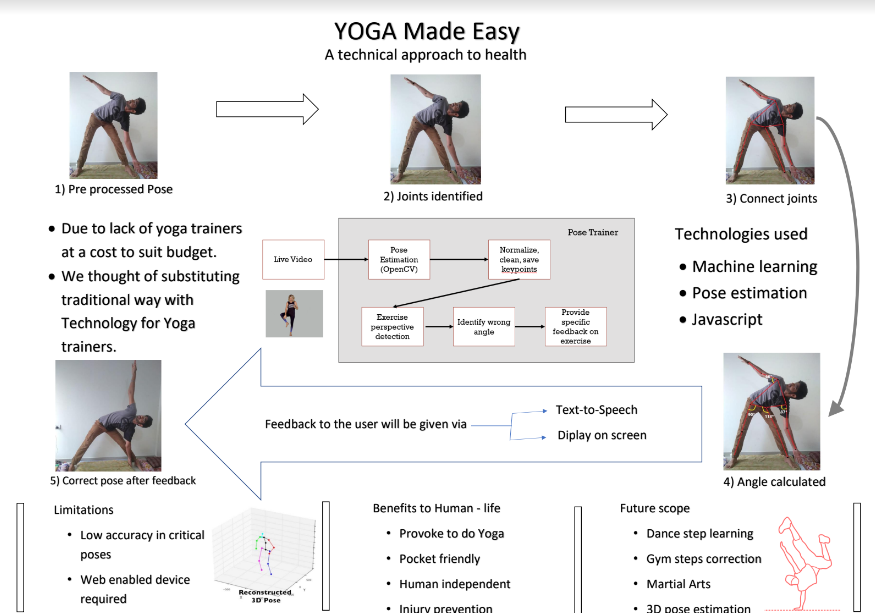 YOGA Made Easy
A technical approach to health
1) Pre processed Pose
2) Joints identified
3) Connect joints
• Due to lack of yoga trainers
at a cost to suit budget.
• We thought of substituting
traditional way with
Technology for Yoga
trainers.
Pose Trainer
Live Video
Pose
Estimation
(OpenCV)
Normalize,
clean, save
keypoints
Exercise
perspective
detection
Identify wrong
angle
Provide
specific
feedback on
exercise
Technologies used
• Machine learning
• Pose estimation
• Javascript
Feedback to the user will be given via
Text-to-Speech
Diplay on screen
5) Correct pose after feedback
4) Angle calculated
Limitations
• Low accuracy in critical
poses
• Web enabled device
required
Reconstructed
3D Pose
Benefits to Human - life
• Provoke to do Yoga
• Pocket friendly
• Human independent
• Injury prevention
Future scope
• Dance step learning
• Gym steps correction
• Martial Arts
• 3D pose estimation